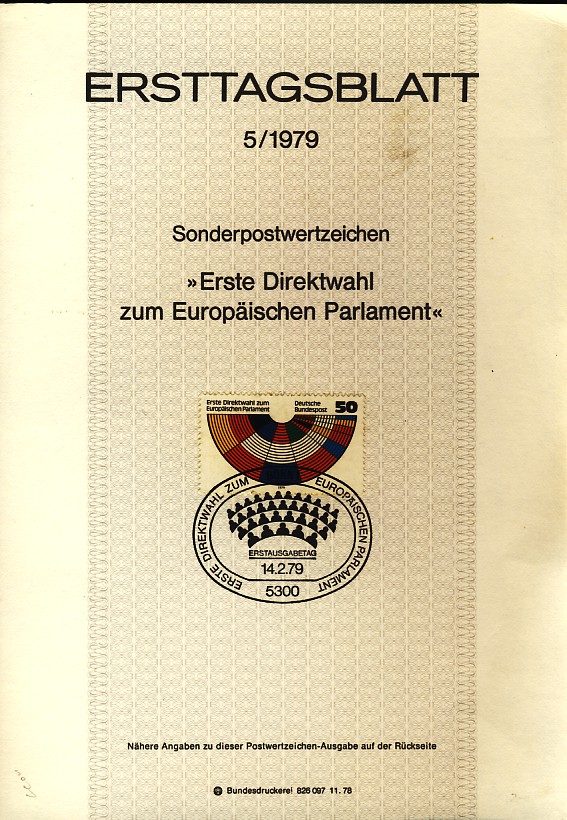 ERSTTAGSBLATT
5/1979
Sonderpostwertzeichen
»Erste Direktwahl
zum Europäischen Parlament«
Erste Direktwahl zum
Europäischen Parlament
Deutsche
Bundespost
50
ERSTE DIREKTWAHL ZUM EUROPÄISCHEN PARLAMENT
ERSTAUSGABETAG
14.2.79
5300
Nähere Angaben zu dieser Postwertzeichen-Ausgabe auf der Rückseite
Bundesdruckerei 826 097 11.78